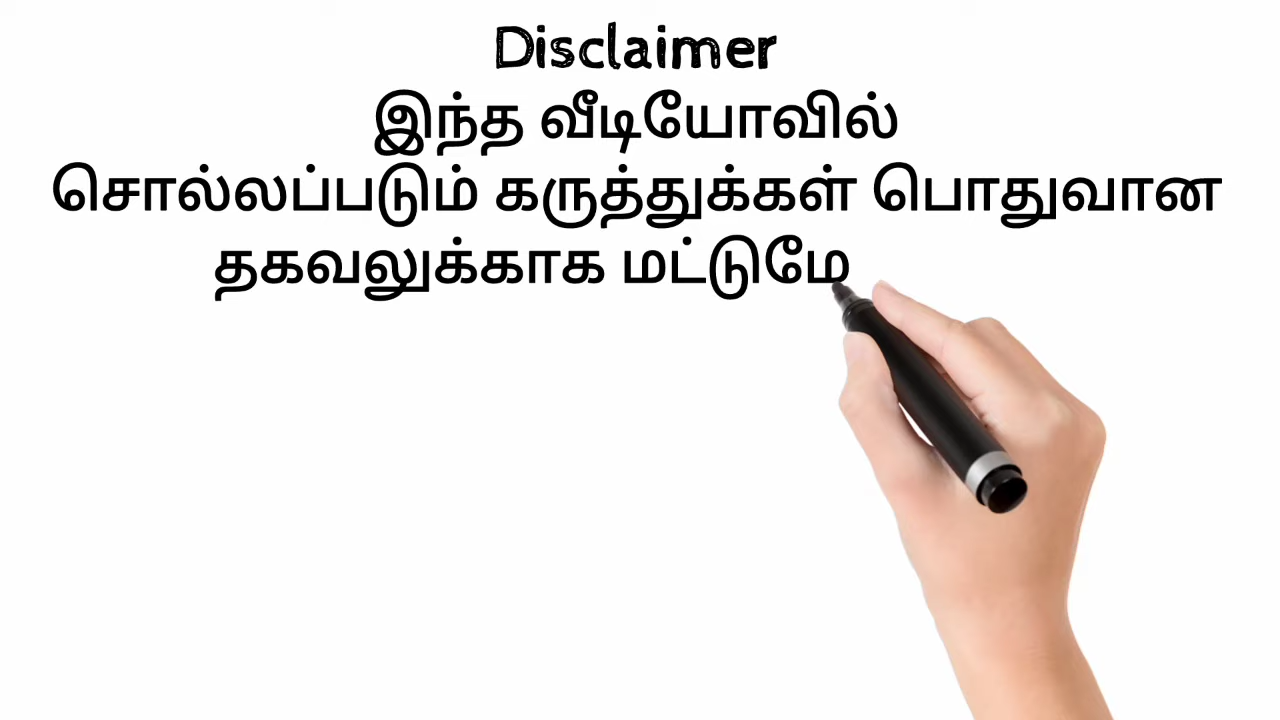 Disclaimer
இந்த வீடியோவில்
சொல்லப்படும் கருத்துக்கள் பொதுவான
தகவலுக்காக மட்டுமே